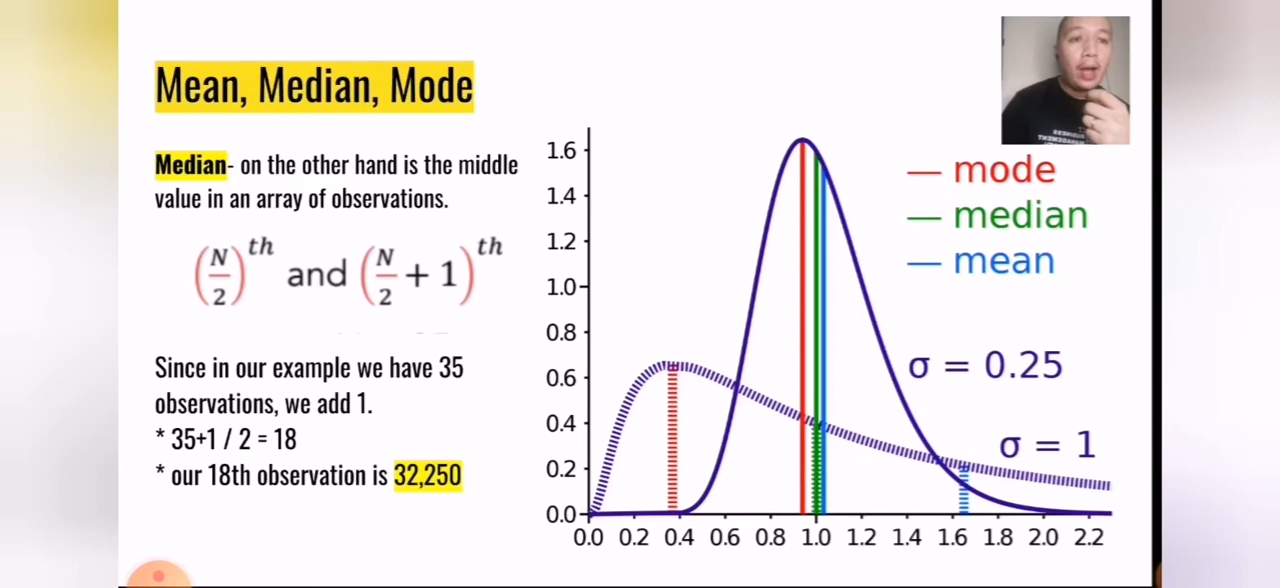 Mean, Median, Mode
Median- on the other hand is the middle
value in an array of observations.
(N/2)th and (N/2 + 1)th
Since in our example we have 35
observations, we add 1.
* 35+1 / 2 = 18
* our 18th observation is 32,250
1.6
1.4
1.2
1.0
0.8
0.6
0.4
0.2
0.0
0.0 0.2 0.4 0.6 0.8 1.0 1.2 1.4 1.6 1.8 2.0 2.2
mode
median
mean
σ = 0.25
σ = 1